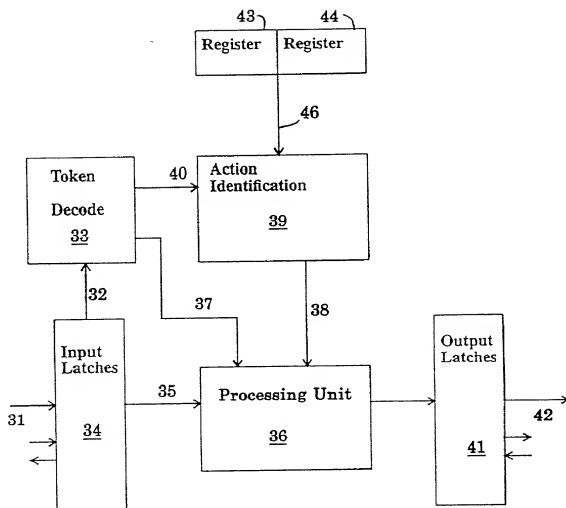 43
44
Register
Register
46
Token
Decode
33
40
Action
Identification
39
32
37
38
Input
Latches
34
31
35
Processing Unit
36
Output
Latches
41
42